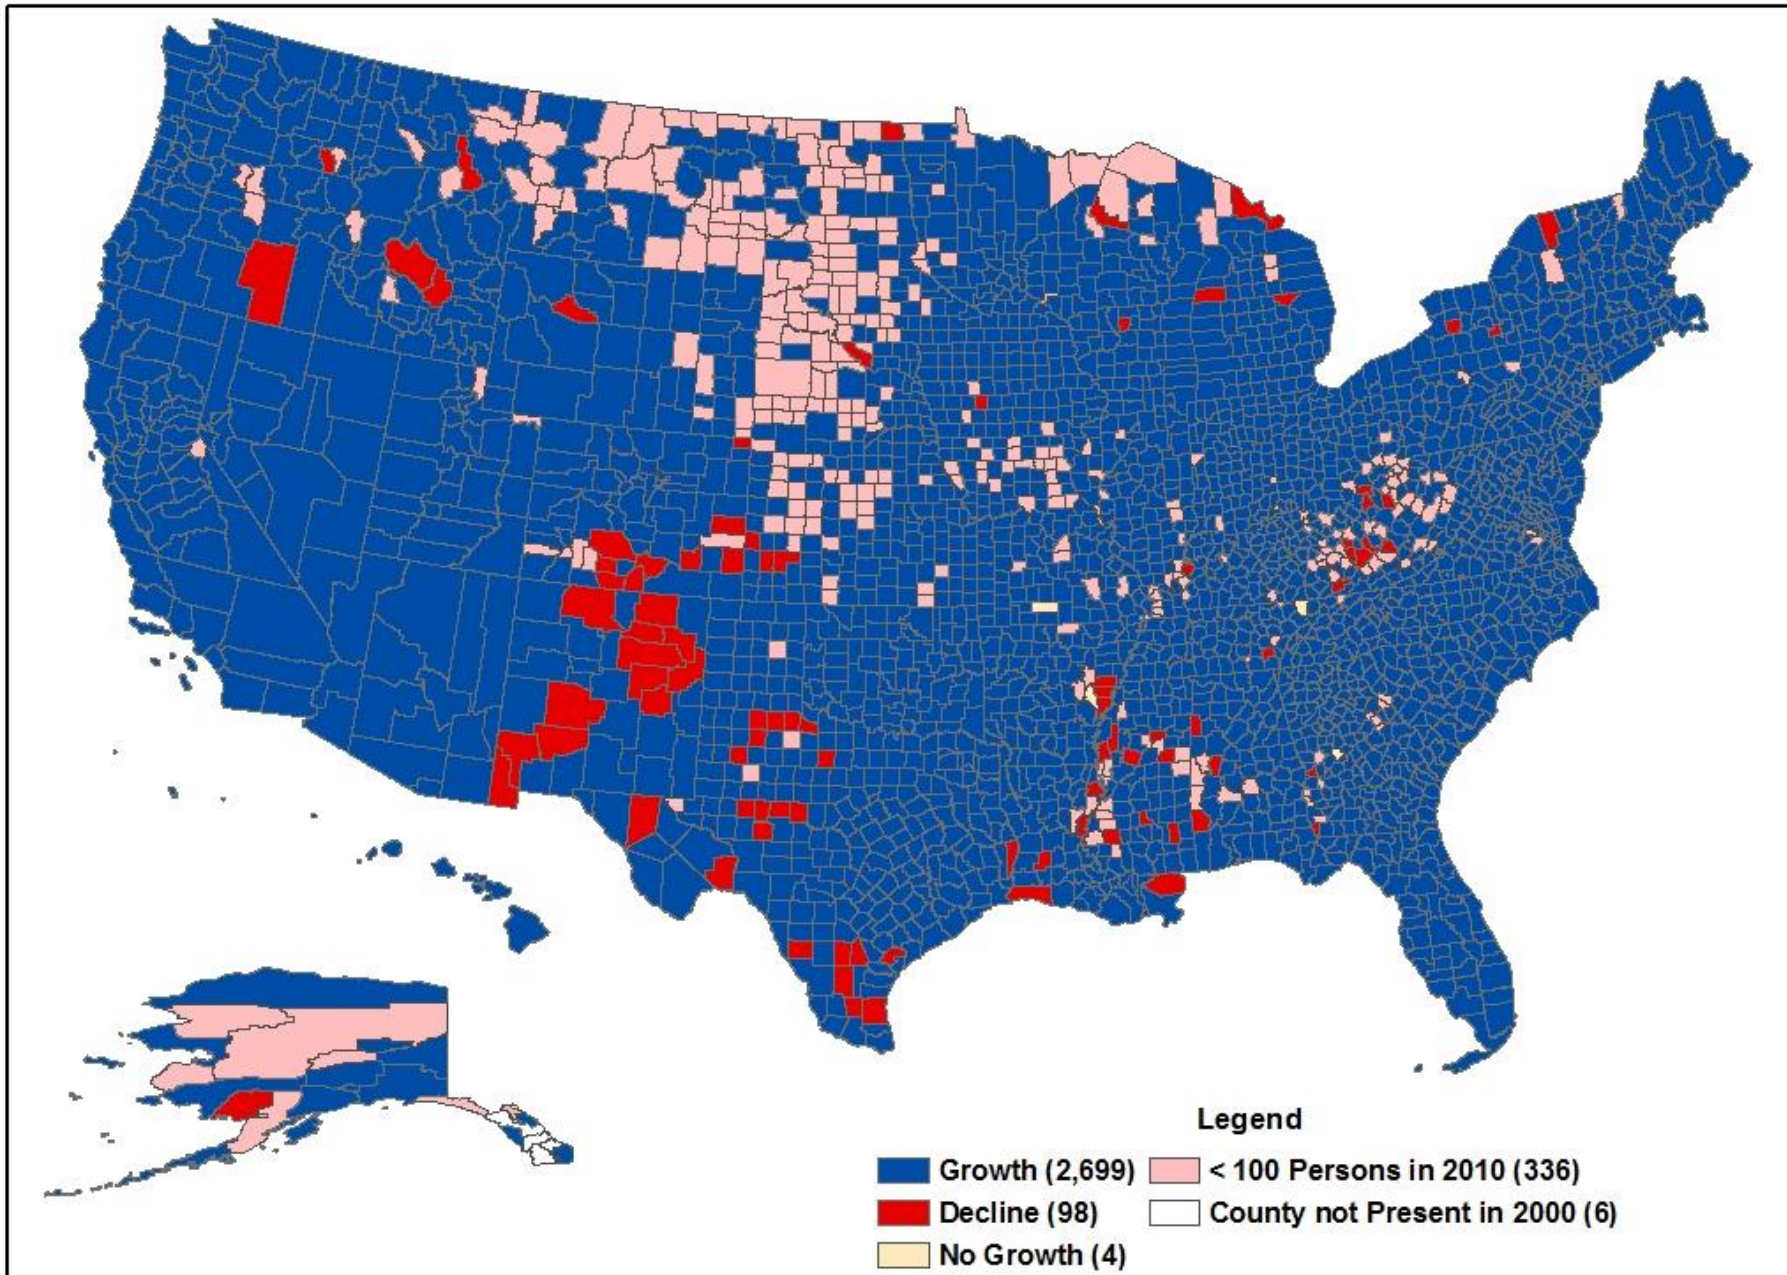 Legend
Growth (2,699)
< 100 Persons in 2010 (336)
Decline (98)
County not Present in 2000 (6)
No Growth (4)